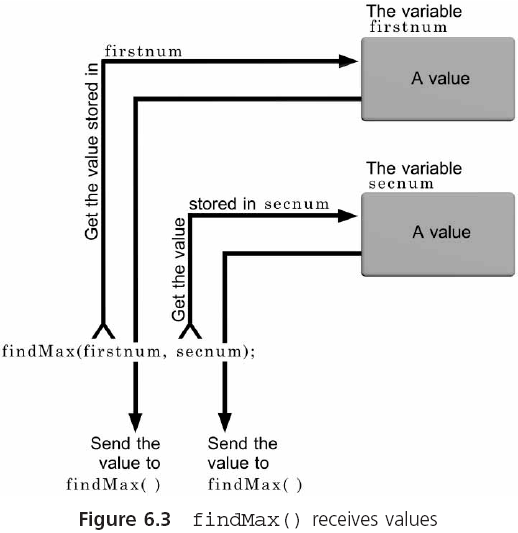 The variable
firstnum
A value
Get the value stored in
firstnum
The variable
secnum
A value
Get the value
stored in secnum
findMax(firstnum, secnum);
Send the
value to
findMax( )
Send the
value to
findMax( )
Figure 6.3 findMax() receives values